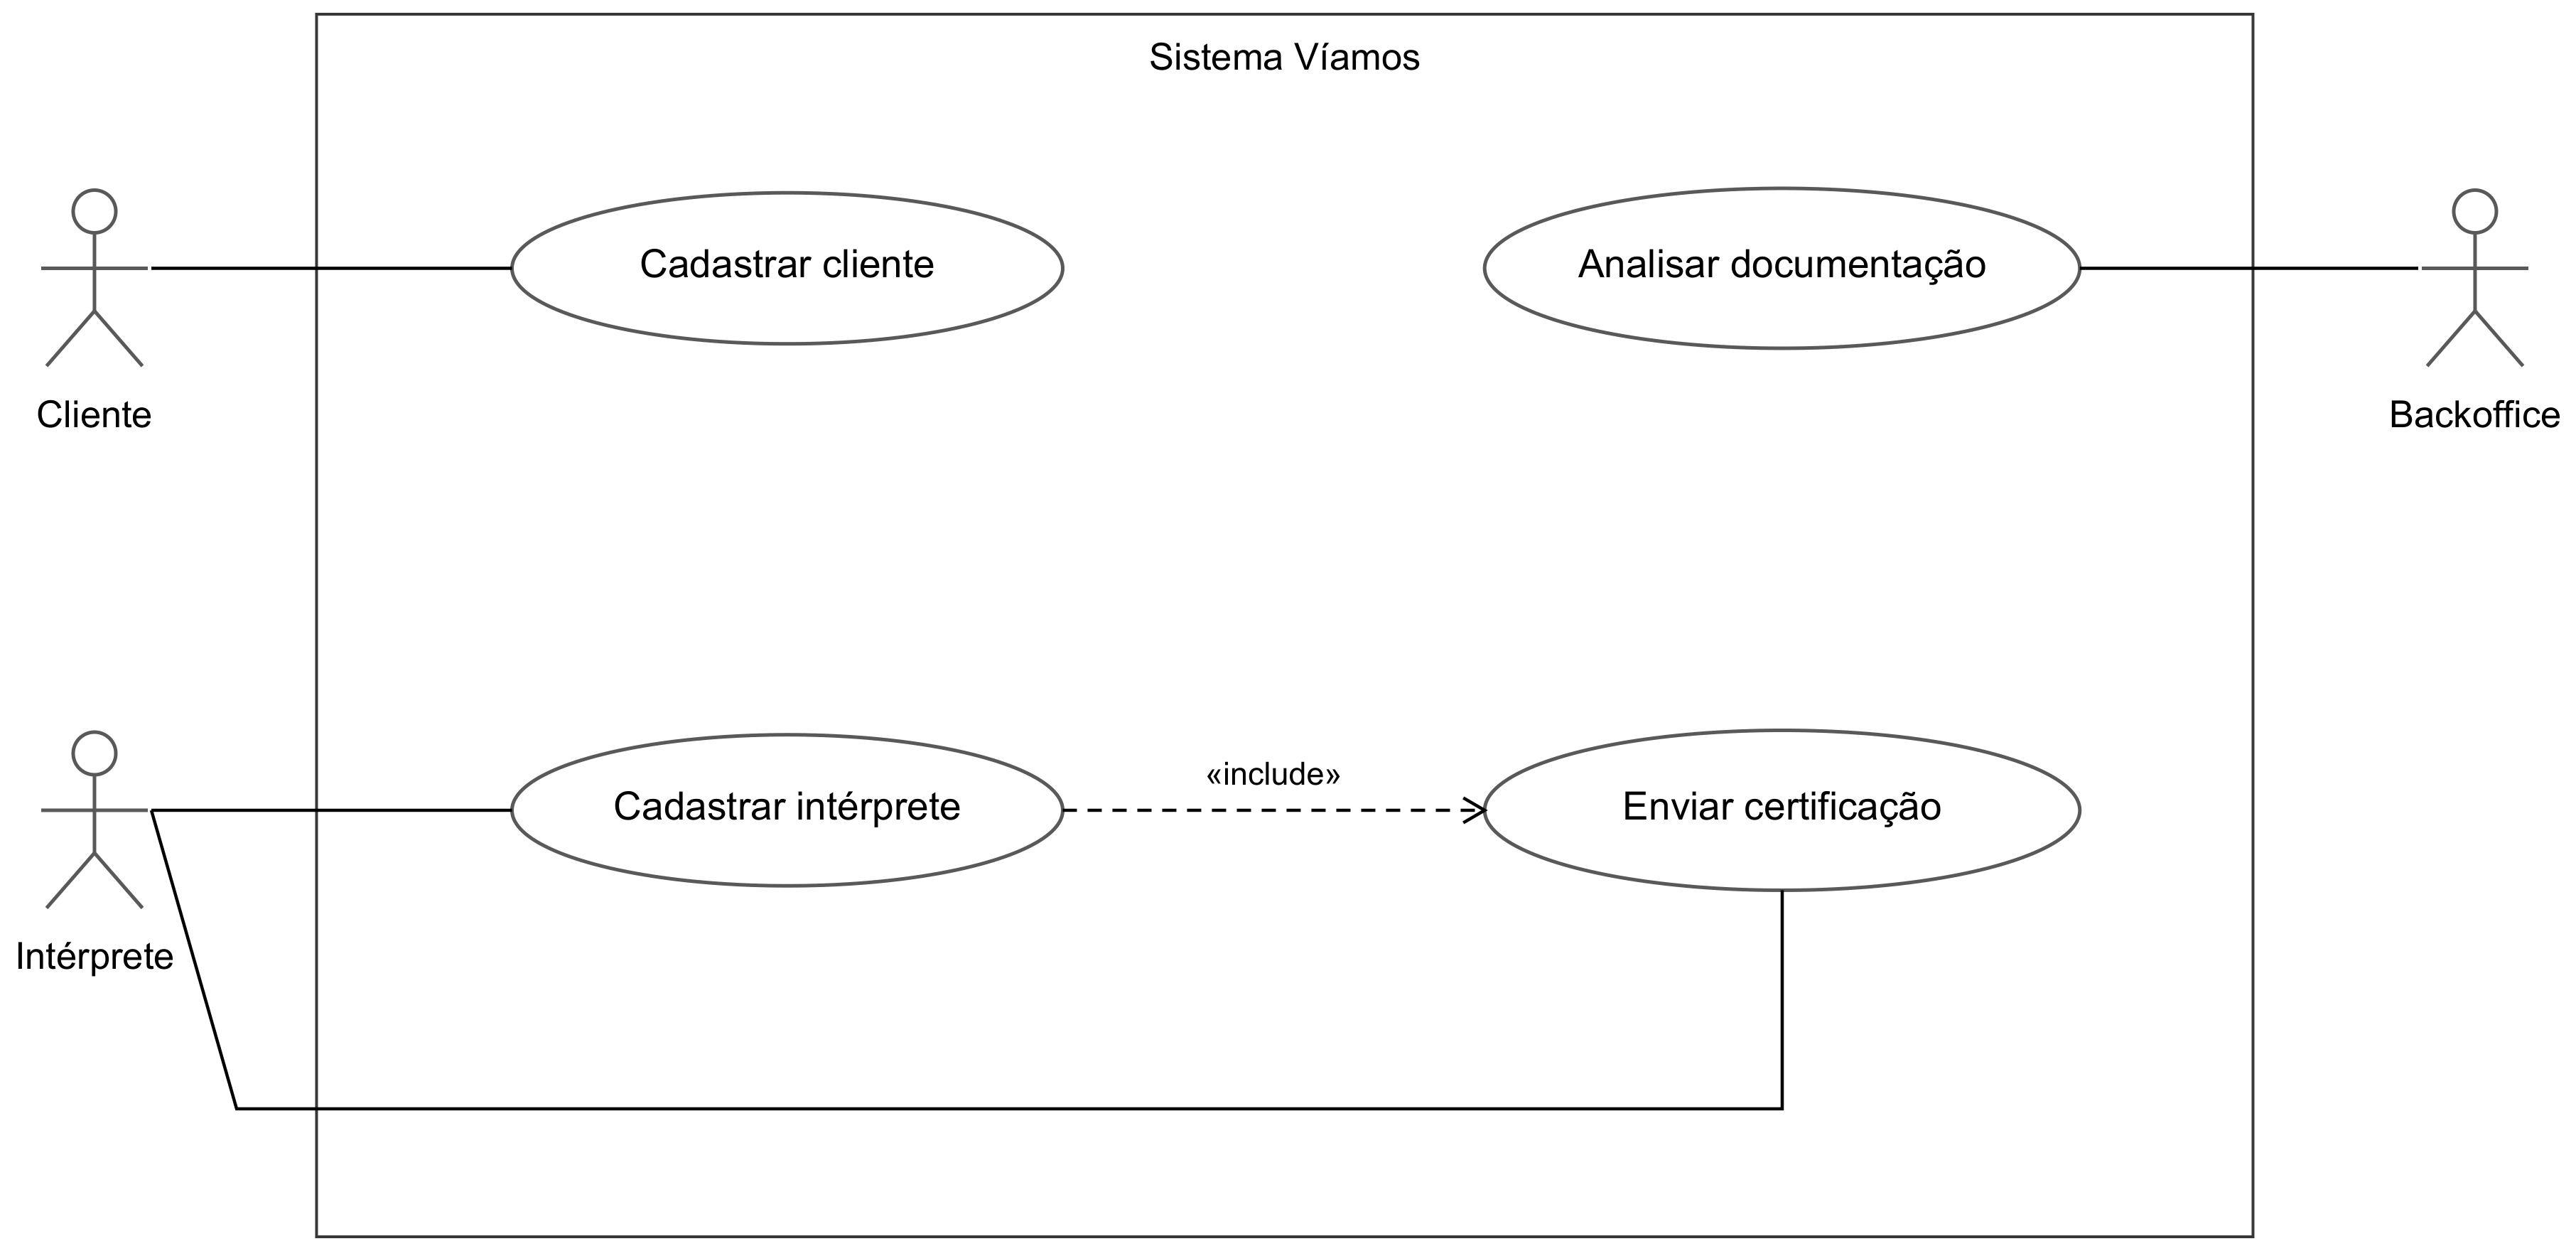 Sistema Víamos
Cadastrar cliente
Analisar documentação
Cliente
Backoffice
«include»
Cadastrar intérprete
Enviar certificação
Intérprete